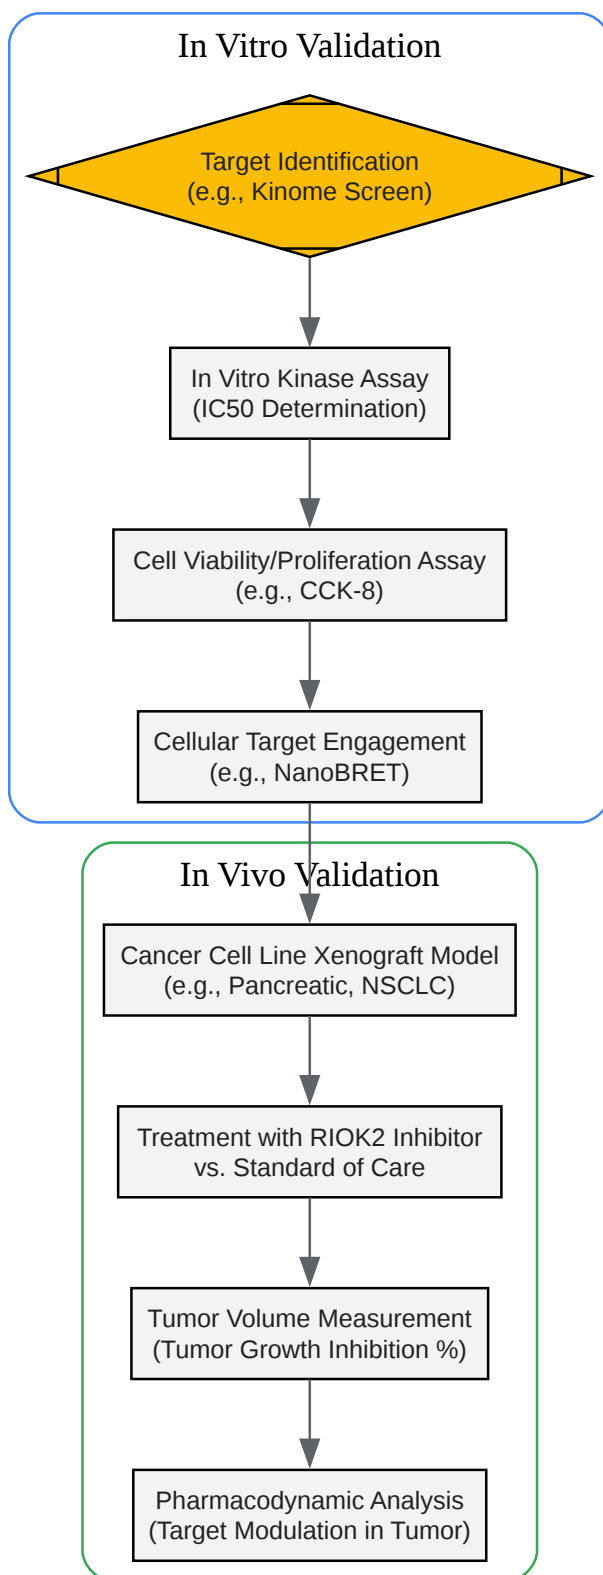 In Vitro Validation
Target Identification
(e.g., Kinome Screen)
In Vitro Kinase Assay
(IC50 Determination)
Cell Viability/Proliferation Assay
(e.g., CCK-8)
Cellular Target Engagement
(e.g., NanoBRET)
In Vivo Validation
Cancer Cell Line Xenograft Model
(e.g., Pancreatic, NSCLC)
Treatment with RIOK2 Inhibitor
vs. Standard of Care
Tumor Volume Measurement
(Tumor Growth Inhibition %)
Pharmacodynamic Analysis
(Target Modulation in Tumor)